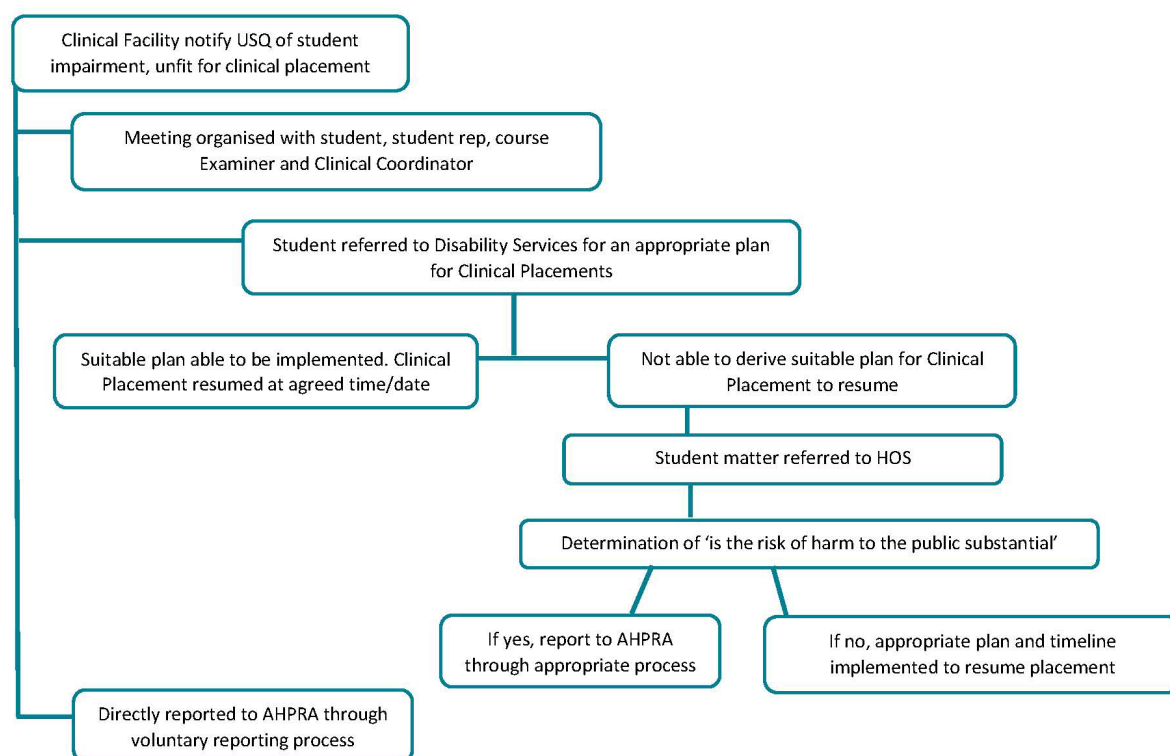 Clinical Facility notify USQ of student
impairment, unfit for clinical placement
Meeting organised with student, student rep, course
Examiner and Clinical Coordinator
Student referred to Disability Services for an appropriate plan
for Clinical Placements
Suitable plan able to be implemented. Clinical
Placement resumed at agreed time/date
Not able to derive suitable plan for Clinical
Placement to resume
Student matter referred to HOS
Determination of ‘is the risk of harm to the public substantial’
If yes, report to AHPRA
through appropriate process
If no, appropriate plan and timeline
implemented to resume placement
Directly reported to AHPRA through
voluntary reporting process